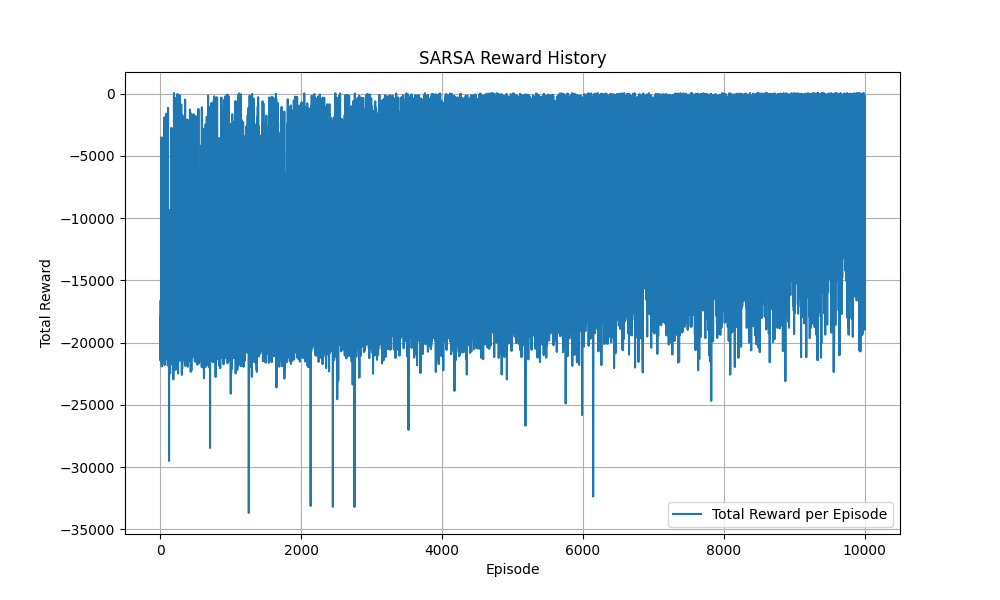 SARSA Reward History
Total Reward
0
−5000
−10000
−15000
−20000
−25000
−30000
−35000
Total Reward per Episode
0 2000 4000 6000 8000 10000
Episode